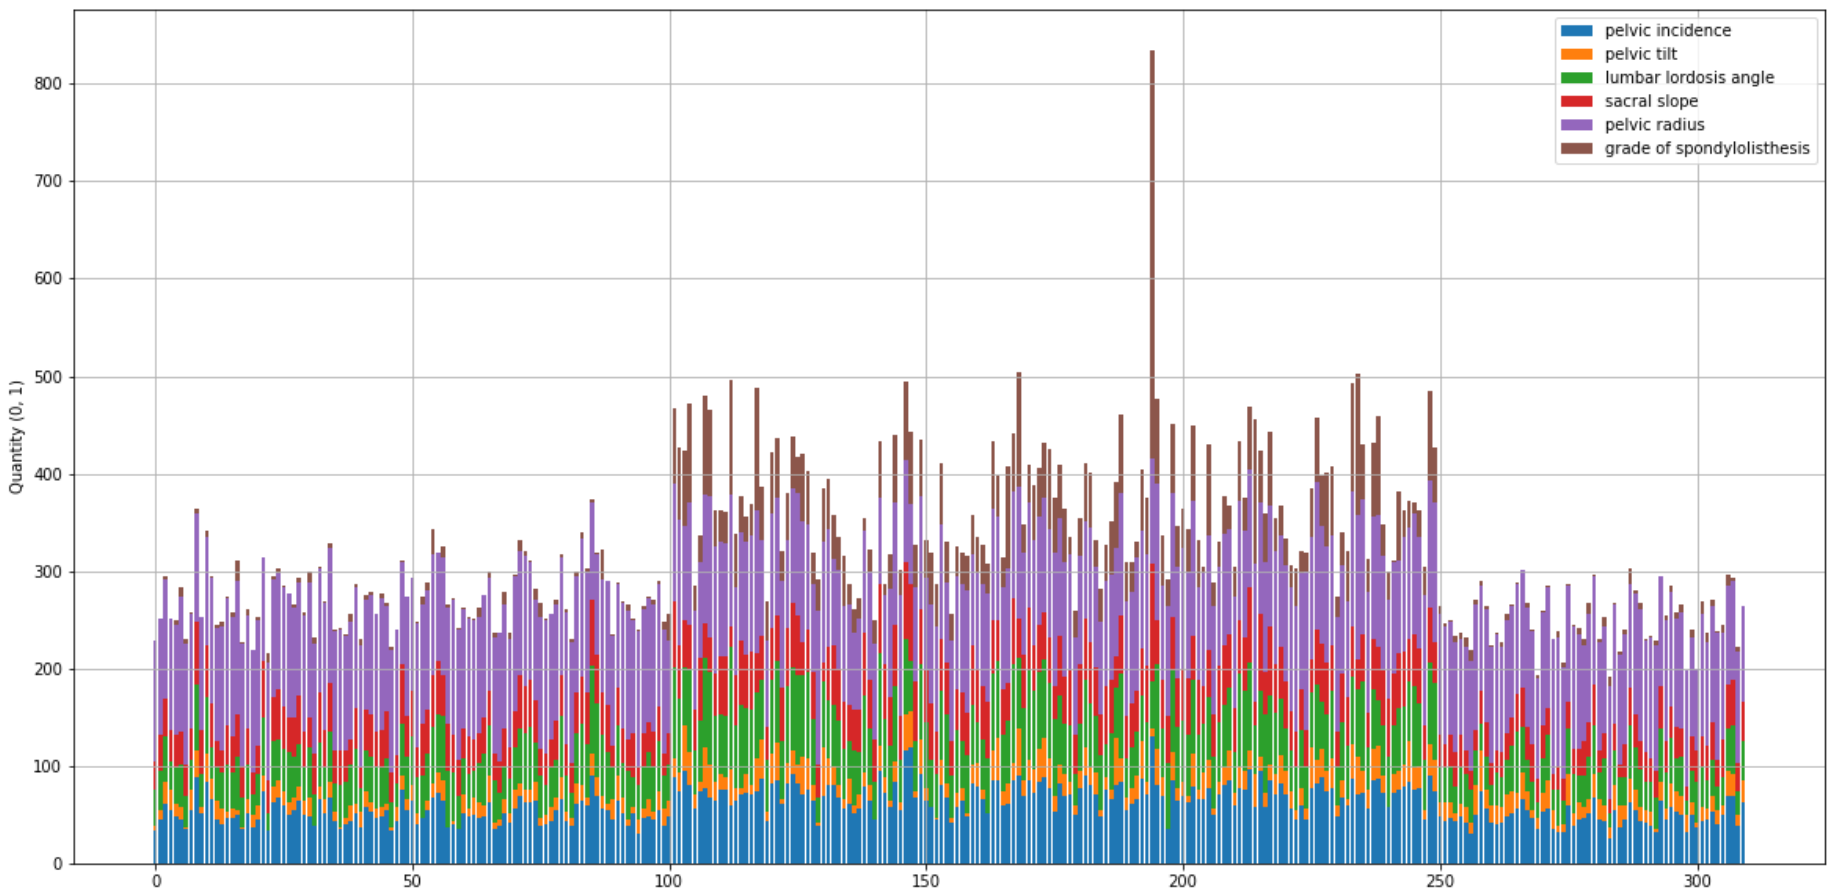 pelvic incidence
pelvic tilt
lumbar lordosis angle
sacral slope
pelvic radius
grade of spondylolisthesis
Quantity (0, 1)
800
700
600
500
400
300
200
100
0
0 50 100 150 200 250 300